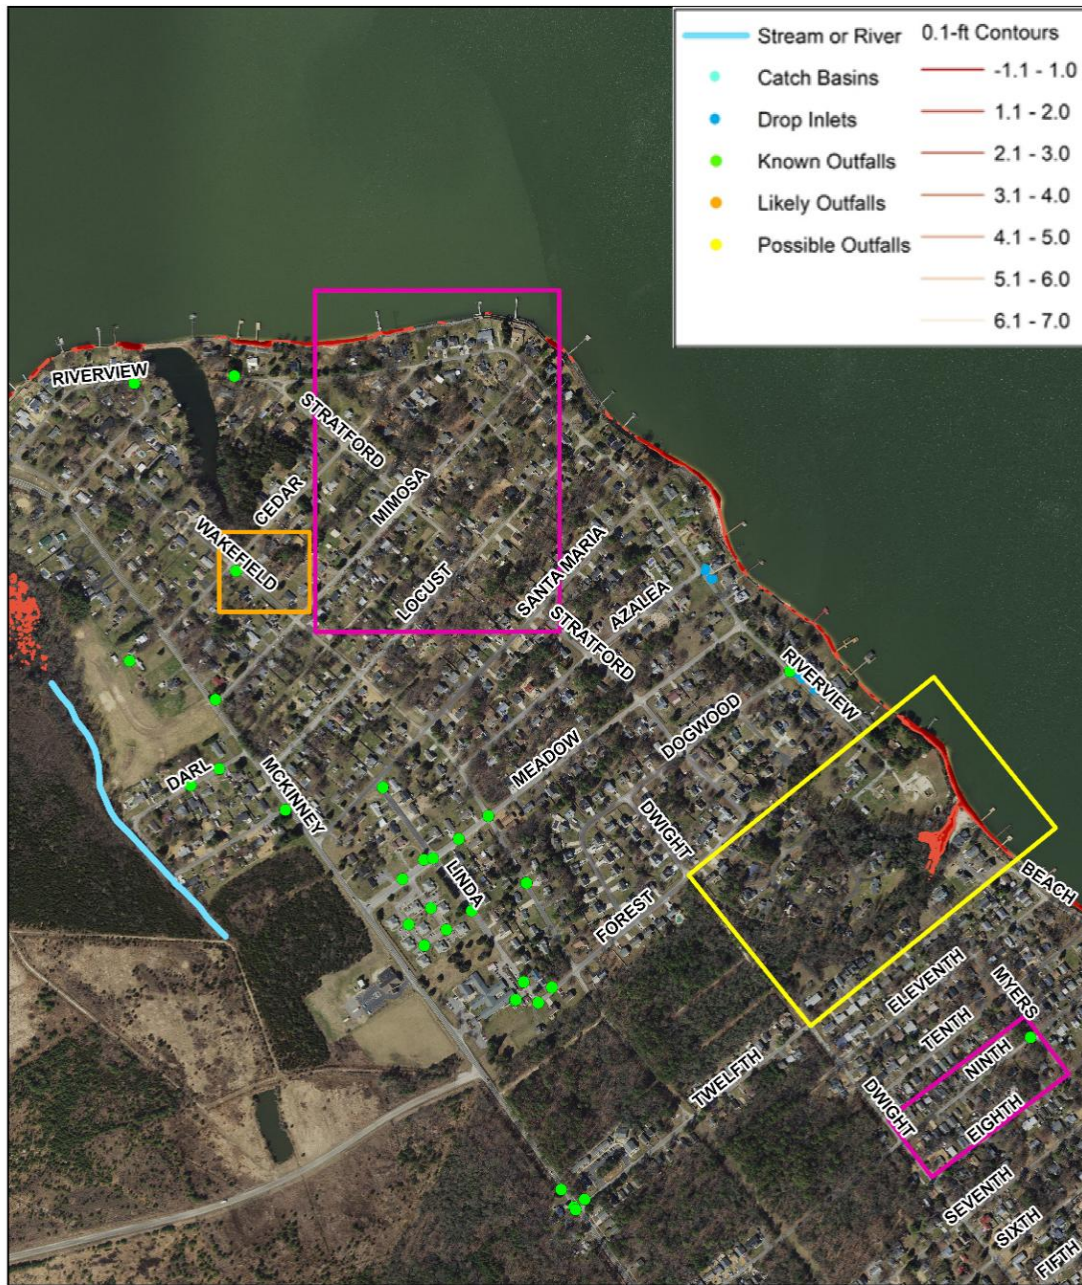 Stream or River
Catch Basins
Drop Inlets
Known Outfalls
Likely Outfalls
Possible Outfalls
0.1-ft Contours
-1.1 - 1.0
1.1 - 2.0
2.1 - 3.0
3.1 - 4.0
4.1 - 5.0
5.1 - 6.0
6.1 - 7.0
RIVERVIEW
STRATFORD
CEDAR
MIMOSA
WAKEFIELD
LOCUST
SANTA MARIA
AZALEA
STRATFORD
RIVERVIEW
DOGWOOD
MEADOW
DARL
MCKINNEY
DWIGHT
LINDA
FOREST
BEACH
ELEVENTH
MYERS
TENTH
NINTH
TWELFTH
DWIGHT
EIGHTH
SEVENTH
SIXTH
FIFTH